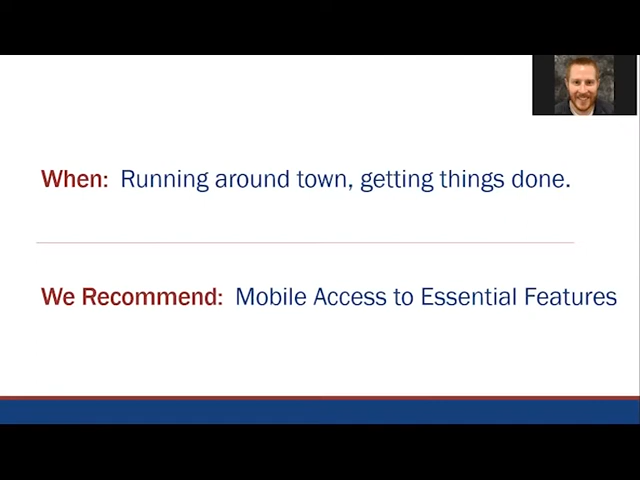 When: Running around town, getting things done.
We Recommend: Mobile Access to Essential Features